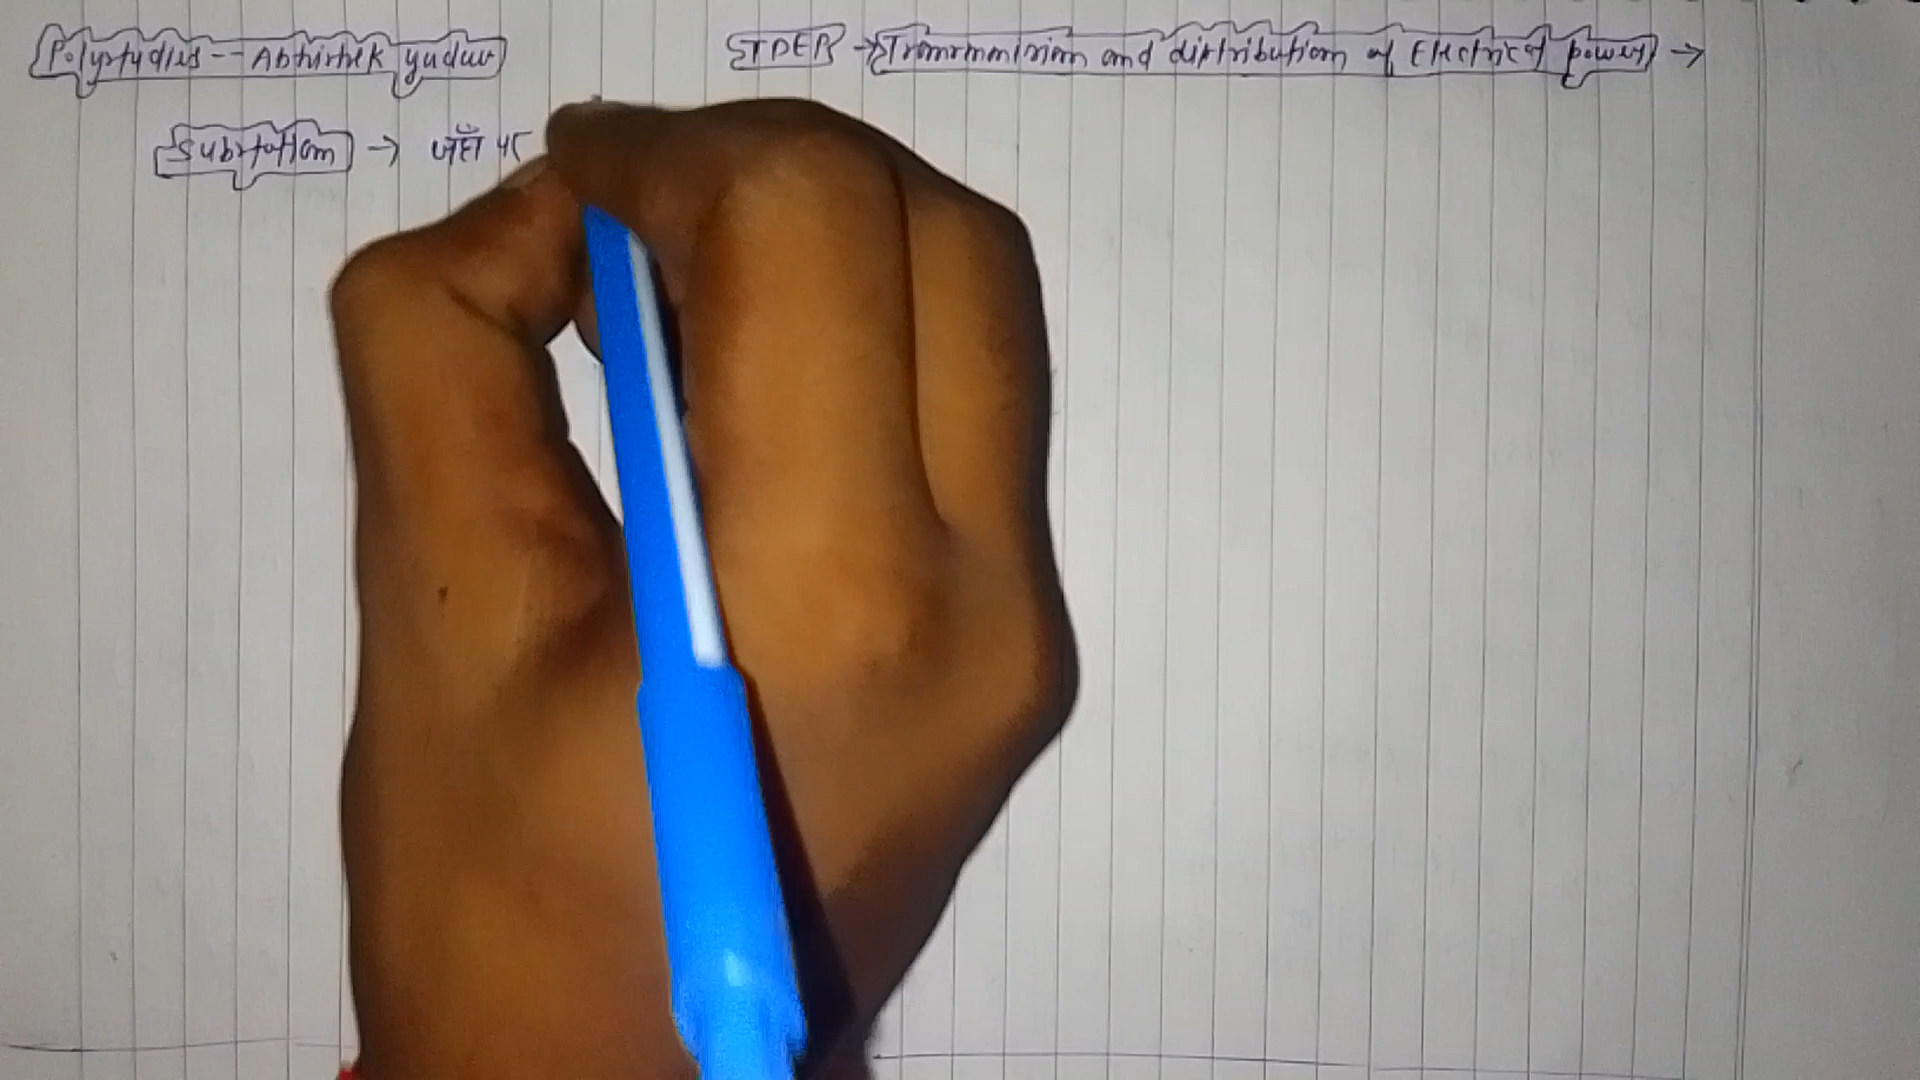 Polystudies -- Abhishek yadav TDEP → Transmission and distribution of Electrical power →
Substation → जहाँ पर